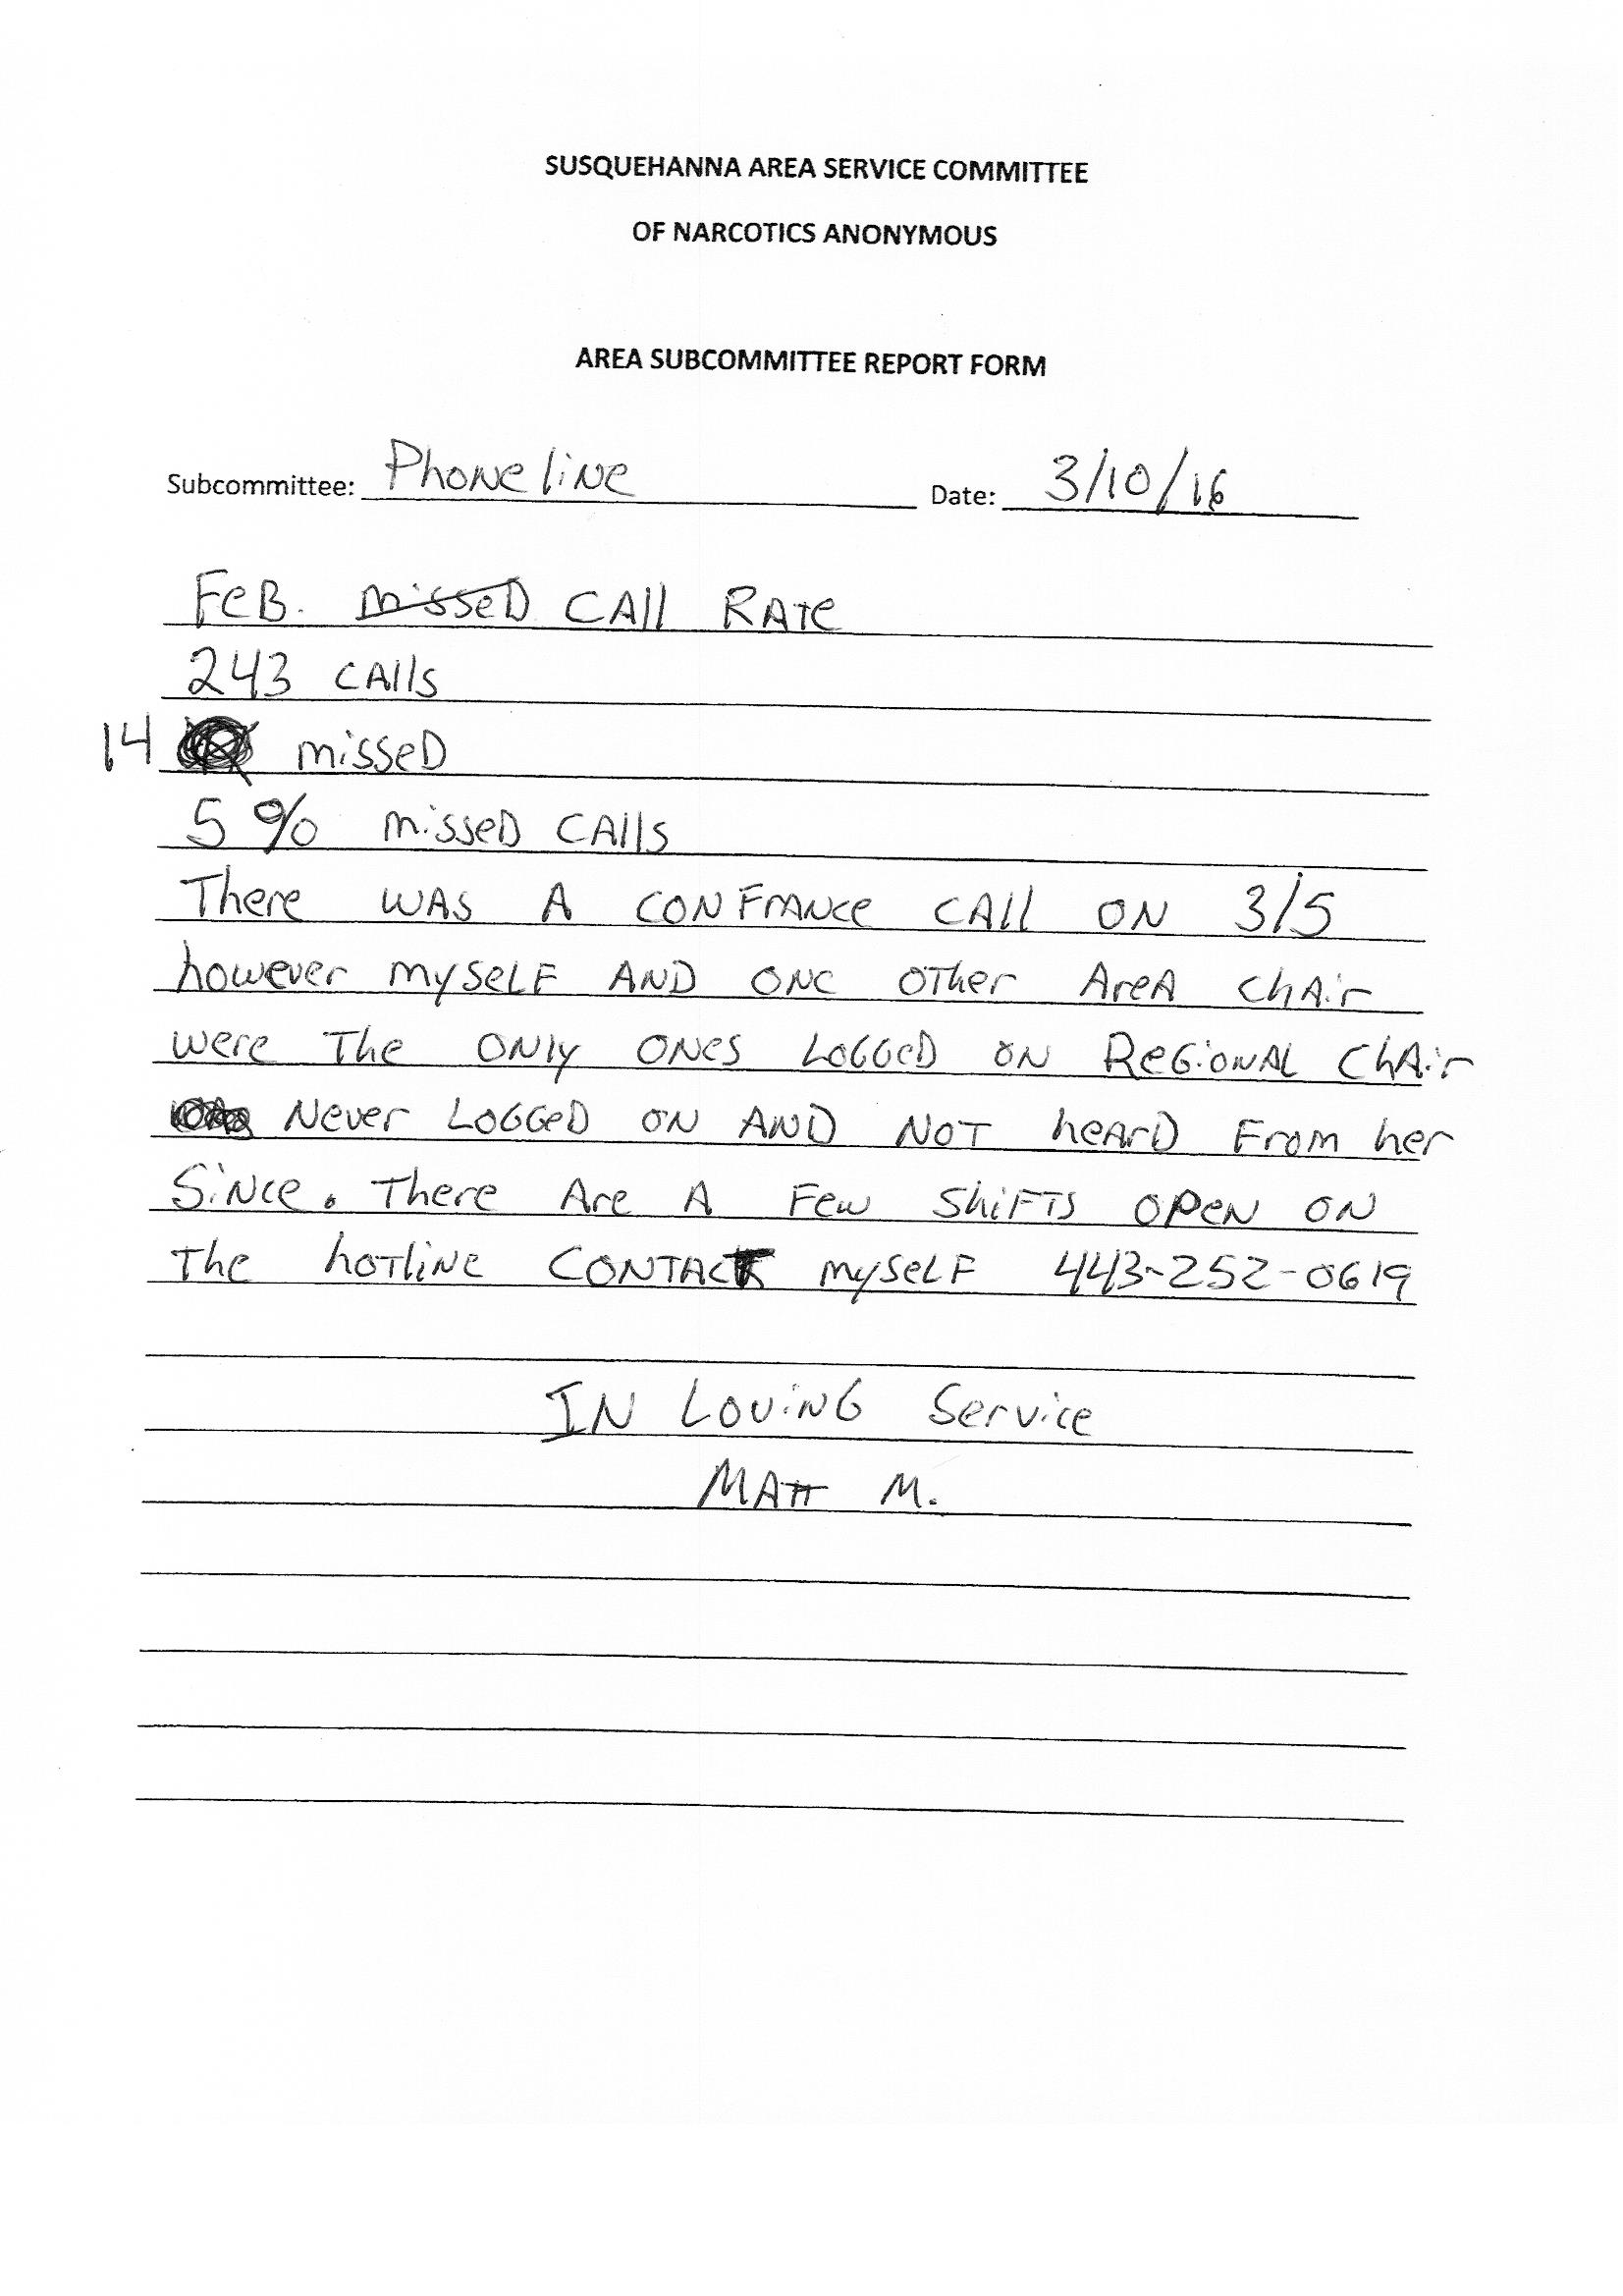 SUSQUEHANNA AREA SERVICE COMMITTEE
OF NARCOTICS ANONYMOUS
AREA SUBCOMMITTEE REPORT FORM
Subcommittee: Phoneline Date: 3/10/16
FeB. misseD CAll RATe
243 CAlls
14 misseD
5 % misseD CAlls
There WAS A CONFrANce CAll ON 3/5
however myselF AND ONe OTher AreA ChAir
were The ONly ONes LoGGeD ON ReGiONAL ChAir
Never LoGGeD ON AND NOT heArD From her
SiNce. There Are A Few ShiFTs OPeN ON
The hoTliNe CONTAcT myselF 443-252-0619
IN LoviNG Service
MATT M.